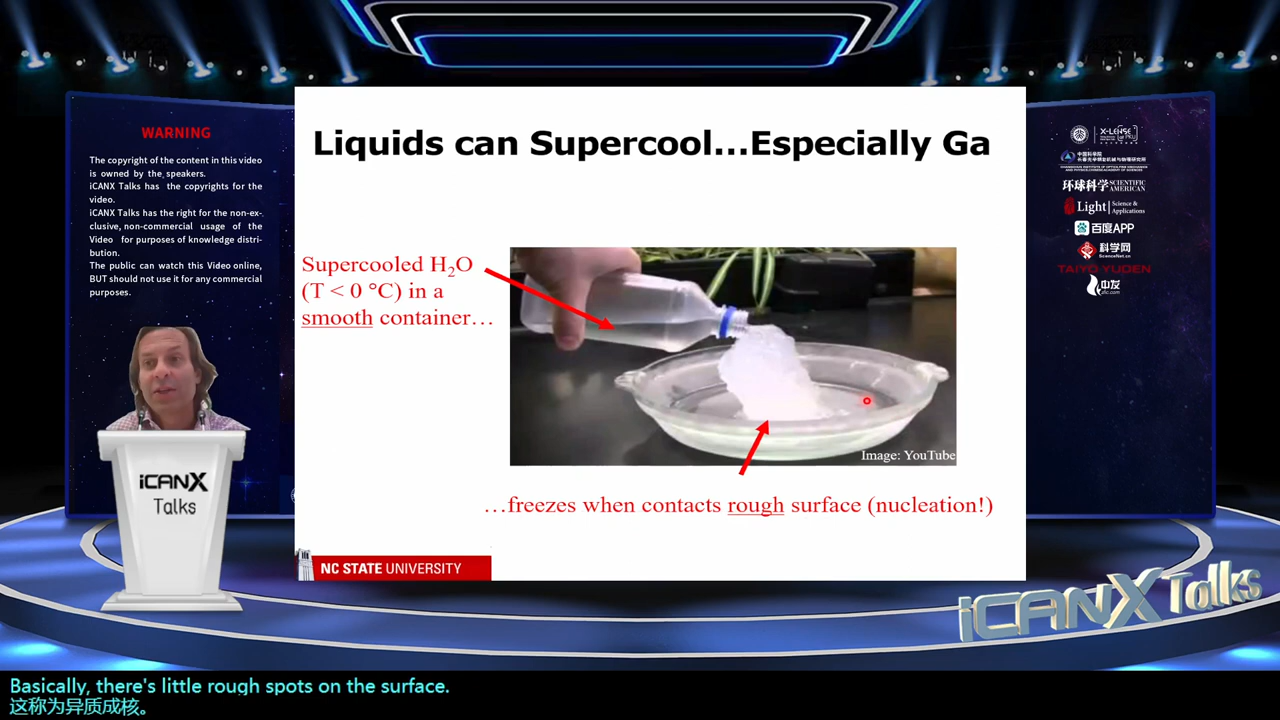 WARNING
The copyright of the content in this video
is owned by the speakers.
iCANX Talks has the copyrights for the
video.
iCANX Talks has the right for the non-ex-
clusive, non-commercial usage of the
Video for purposes of knowledge distri-
bution.
The public can watch this Video online,
BUT should not use it for any commercial
purposes.
iCANX
Talks
Liquids can Supercool...Especially Ga
Supercooled H₂O
(T < 0 °C) in a
smooth container...
Image: YouTube
...freezes when contacts rough surface (nucleation!)
NC STATE UNIVERSITY
X-LENSE
环球科学 SCIENTIFIC AMERICAN
Light Science & Applications
百度APP
科学网
ScienceNet.cn
TAIYO YUDEN
中友
iCANX Talks
Basically, there's little rough spots on the surface.
这称为异质成核。